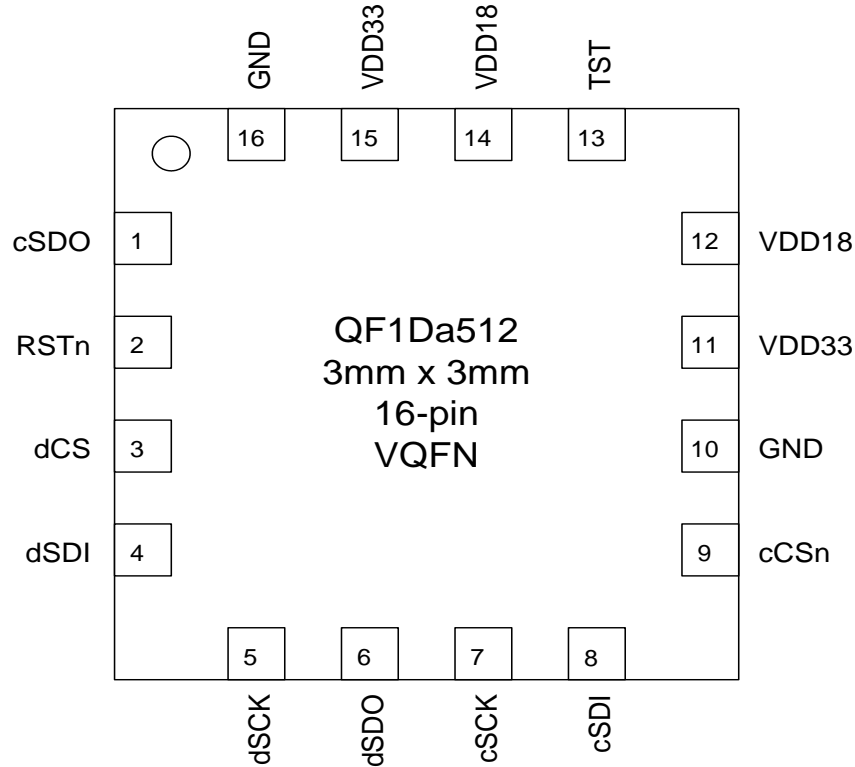 GND
VDD33
VDD18
TST
16
15
14
13
cSDO
1
12
VDD18
RSTn
2
11
VDD33
QF1Da512
3mm x 3mm
16-pin
VQFN
dCS
3
10
GND
dSDI
4
9
cCSn
5
6
7
8
dSCK
dSDO
cSCK
cSDI